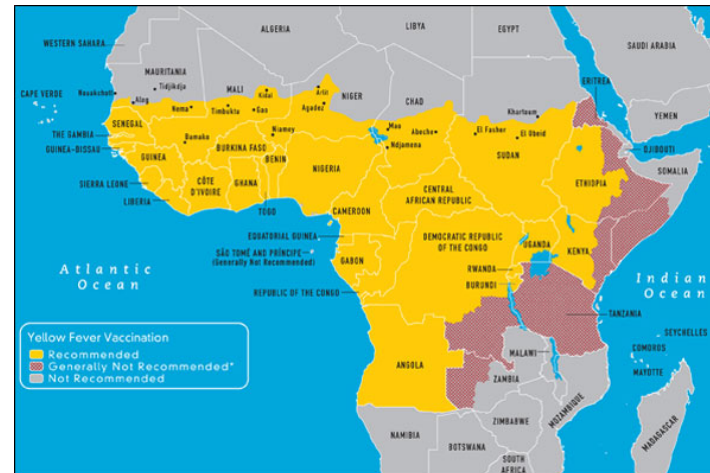 ALGERIA
LIBYA
EGYPT
SAUDI ARABIA
WESTERN SAHARA
MAURITANIA
Tidjikdja
Nouakchott
Aleg
CAPE VERDE
MALI
Kidal
Nema
Timbuktu
Gao
Arlit
Agadez
NIGER
CHAD
Khartoum
ERITREA
YEMEN
SENEGAL
THE GAMBIA
GUINEA-BISSAU
GUINEA
SIERRA LEONE
LIBERIA
Bamako
BURKINA FASO
Niamey
CÔTE
D'IVOIRE
GHANA
TOGO
BENIN
NIGERIA
Mao
Abeche
Ndjamena
El Fasher
El Obeid
SUDAN
DJIBOUTI
SOMALIA
ETHIOPIA
CENTRAL
AFRICAN REPUBLIC
CAMEROON
EQUATORIAL GUINEA
SÃO TOMÉ AND PRÍNCIPE
(Generally Not Recommended)
GABON
REPUBLIC OF THE CONGO
DEMOCRATIC REPUBLIC
OF THE CONGO
UGANDA
KENYA
RWANDA
BURUNDI
TANZANIA
Atlantic
Ocean
Indian
Ocean
SEYCHELLES
COMOROS
MAYOTTE
MALAWI
ANGOLA
ZAMBIA
MOZAMBIQUE
MADAGASCAR
ZIMBABWE
NAMIBIA
BOTSWANA
SOUTH
AFRICA
Yellow Fever Vaccination
Recommended
Generally Not Recommended*
Not Recommended